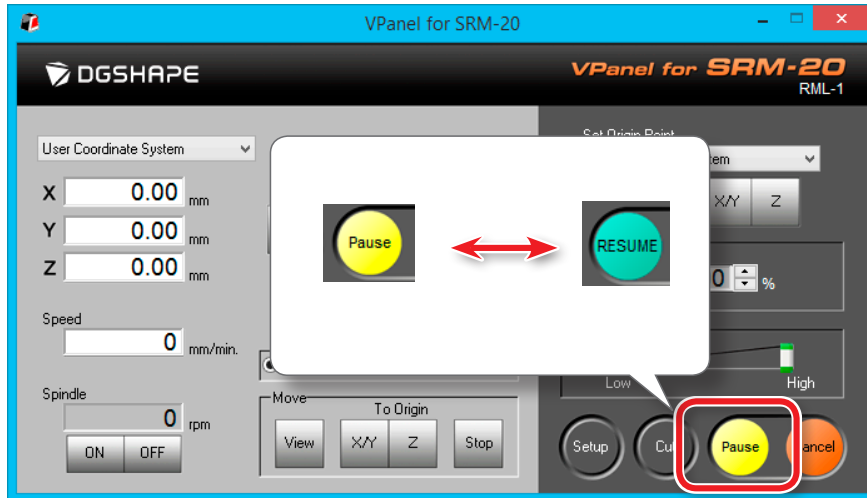 VPanel for SRM-20
DGSHAPE
VPanel for SRM-20
RML-1
User Coordinate System
X 0.00 mm
Y 0.00 mm
Z 0.00 mm
Speed
0 mm/min.
Spindle
0 rpm
ON OFF
Pause
RESUME
Set Origin Point
X/Y Z
%
Low High
Move
To Origin
View X/Y Z Stop
Setup
Pause